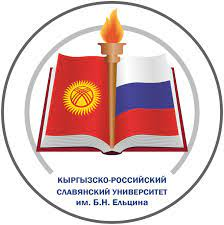 КЫРГЫЗСКО-РОССИЙСКИЙ
СЛАВЯНСКИЙ УНИВЕРСИТЕТ
им. Б.Н. Ельцина